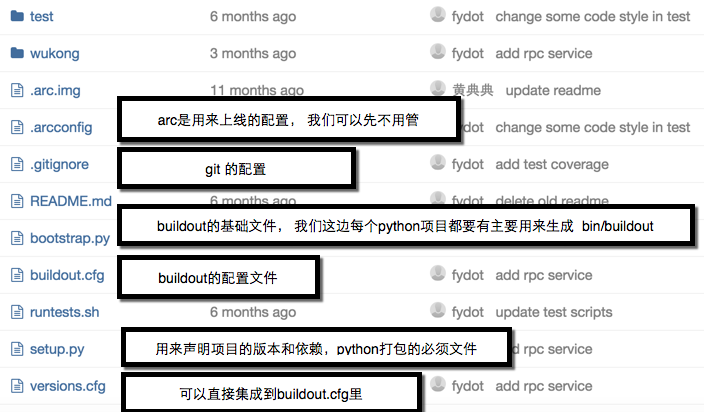 test 6 months ago fydot change some code style in test
wukong 3 months ago fydot add rpc service
.arc.img 11 months ago 黄典典 update readme
arc是用来上线的配置， 我们可以先不用管
.arcconfig fydot change some code style in test
.gitignore git 的配置 fydot add test coverage
README.md 6 months ago fydot delete old readme
buildout的基础文件， 我们这边每个python项目都要有主要用来生成 bin/buildout
bootstrap.py
buildout.cfg buildout的配置文件 fydot add rpc service
runtests.sh 6 months ago fydot update test scripts
setup.py 用来声明项目的版本和依赖，python打包的必须文件 add rpc service
versions.cfg 可以直接集成到buildout.cfg里 fydot add rpc service